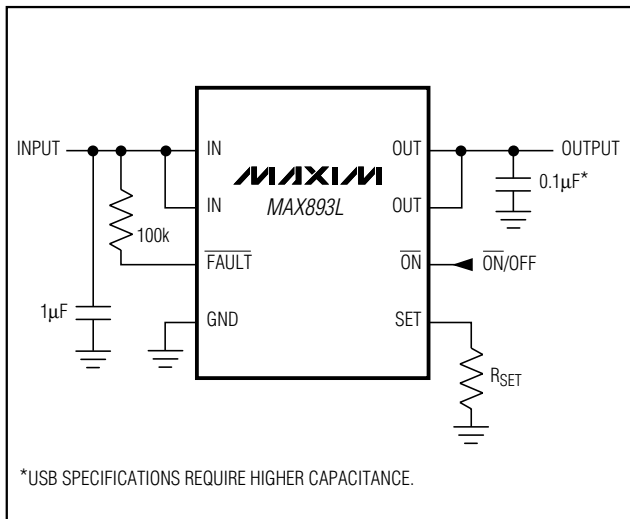 INPUT
IN
OUT
OUTPUT
MAXIM
MAX893L
0.1µF*
IN
OUT
100k
FAULT
ON
ON/OFF
1µF
GND
SET
RSET
*USB SPECIFICATIONS REQUIRE HIGHER CAPACITANCE.